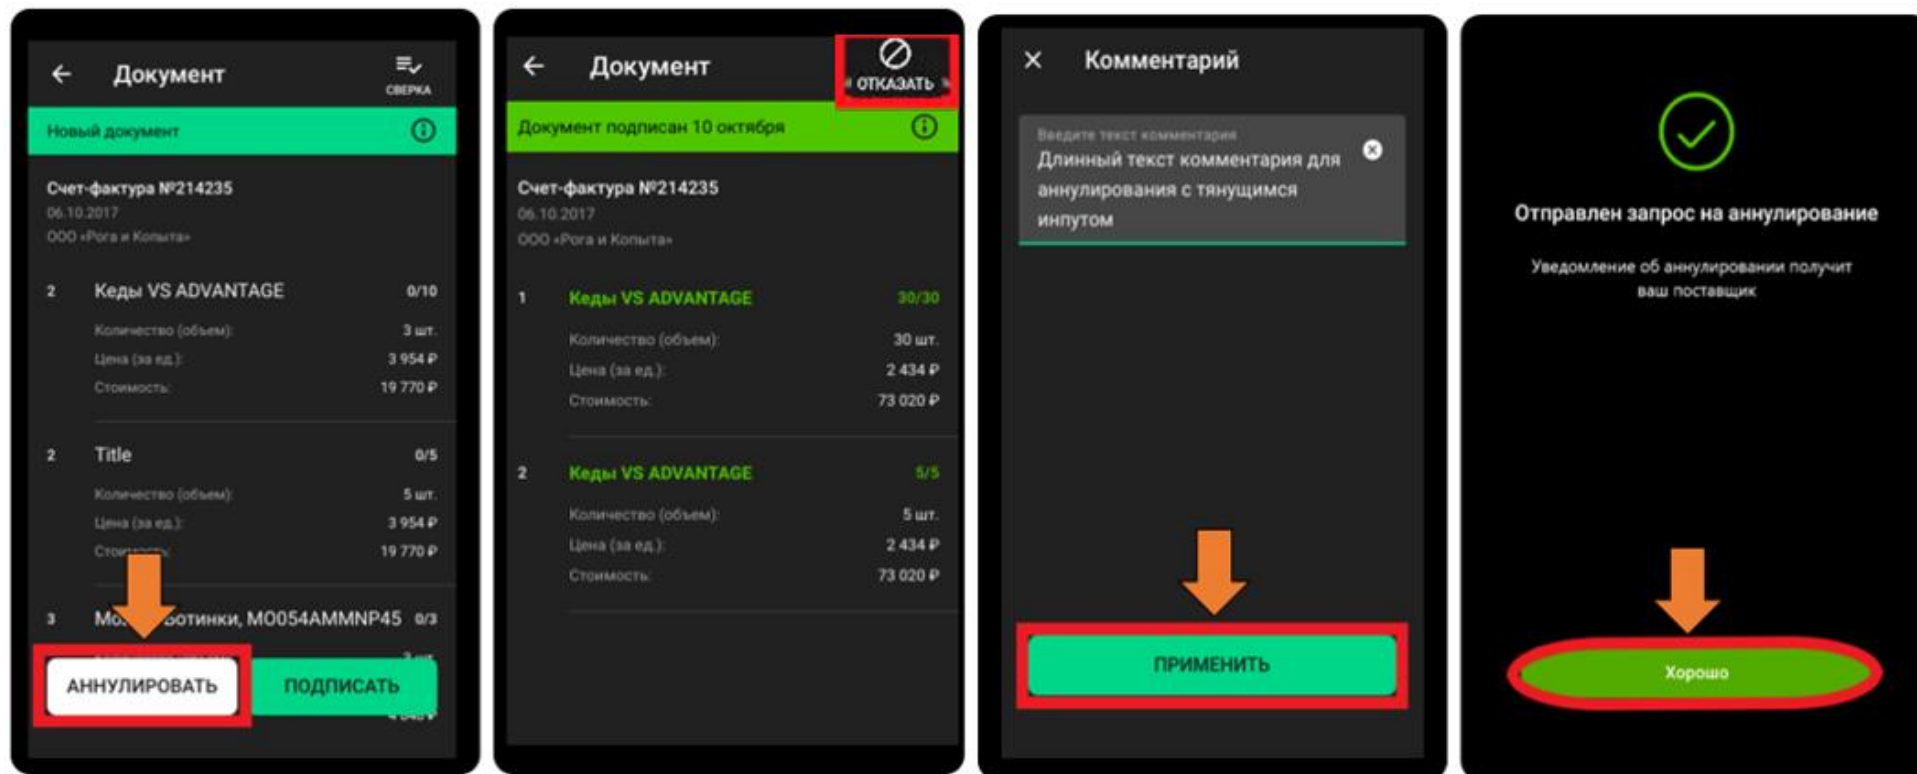 Документ
СВЕРКА
Новый документ
Счет-фактура №214235
06.10.2017
ООО «Рога и Копыта»
2 Кеды VS ADVANTAGE 0/10
Количество (объем): 3 шт.
Цена (за ед.): 3 954 ₽
Стоимость: 19 770 ₽
2 Title 0/5
Количество (объем): 5 шт.
Цена (за ед.): 3 954 ₽
Стоимость: 19 770 ₽
3 ботинки, MO054AMMNP45 0/3
3 шт.
АННУЛИРОВАТЬ ПОДПИСАТЬ
Документ
ОТКАЗАТЬ
Документ подписан 10 октября
Счет-фактура №214235
06.10.2017
ООО «Рога и Копыта»
1 Кеды VS ADVANTAGE 30/30
Количество (объем): 30 шт.
Цена (за ед.): 2 434 ₽
Стоимость: 73 020 ₽
2 Кеды VS ADVANTAGE 5/5
Количество (объем): 5 шт.
Цена (за ед.): 2 434 ₽
Стоимость: 73 020 ₽
Комментарий
Введите текст комментария
Длинный текст комментария для
аннулирования с тянущимся
инпутом
ПРИМЕНИТЬ
Отправлен запрос на аннулирование
Уведомление об аннулировании получит
ваш поставщик
Хорошо